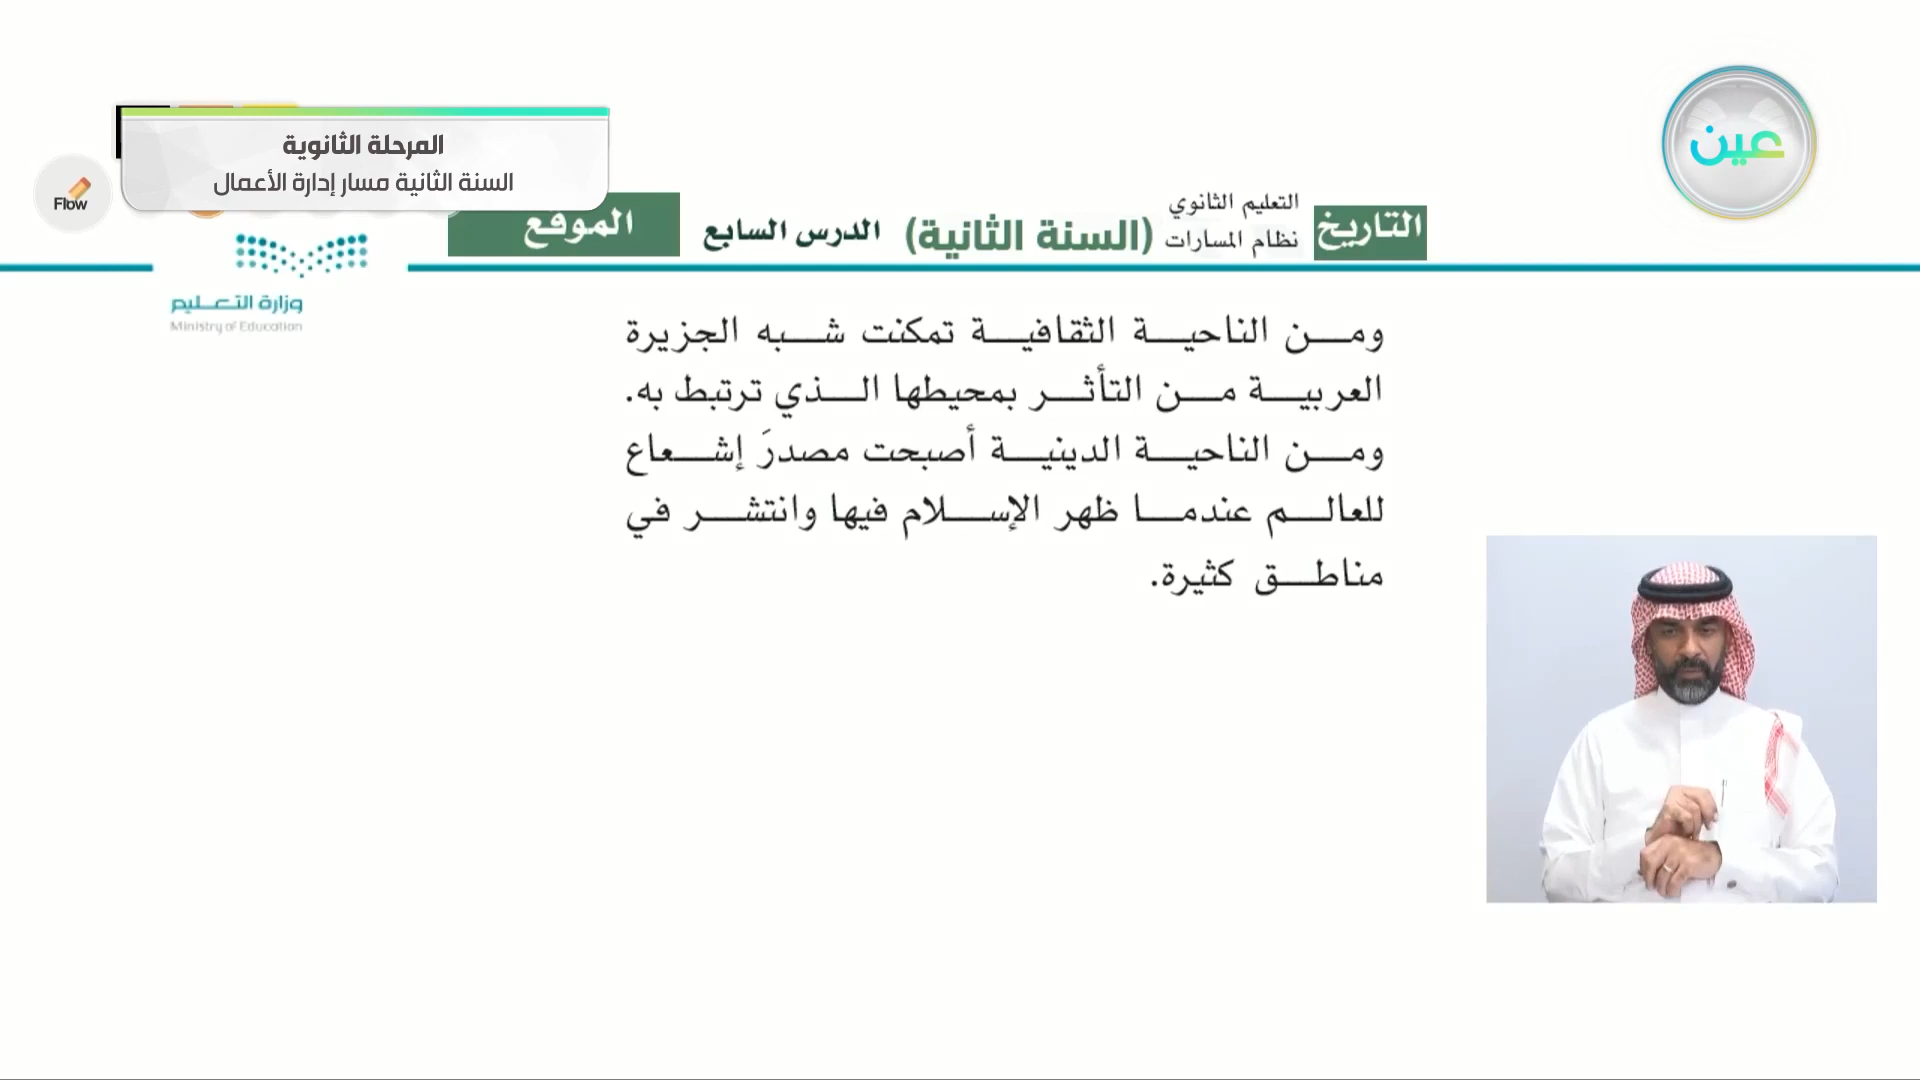 المرحلة الثانوية
السنة الثانية مسار إدارة الأعمال
عين
Flow
التاريخ
التعليم الثانوي
نظام المسارات
(السنة الثانية)
الدرس السابع
الموقع
وزارة التعليم
Ministry of Education
ومن الناحية الثقافية تمكنت شبه الجزيرة
العربية من التأثر بمحيطها الذي ترتبط به.
ومن الناحية الدينية أصبحت مصدرَ إشعاع
للعالم عندما ظهر الإسلام فيها وانتشر في
مناطق كثيرة.